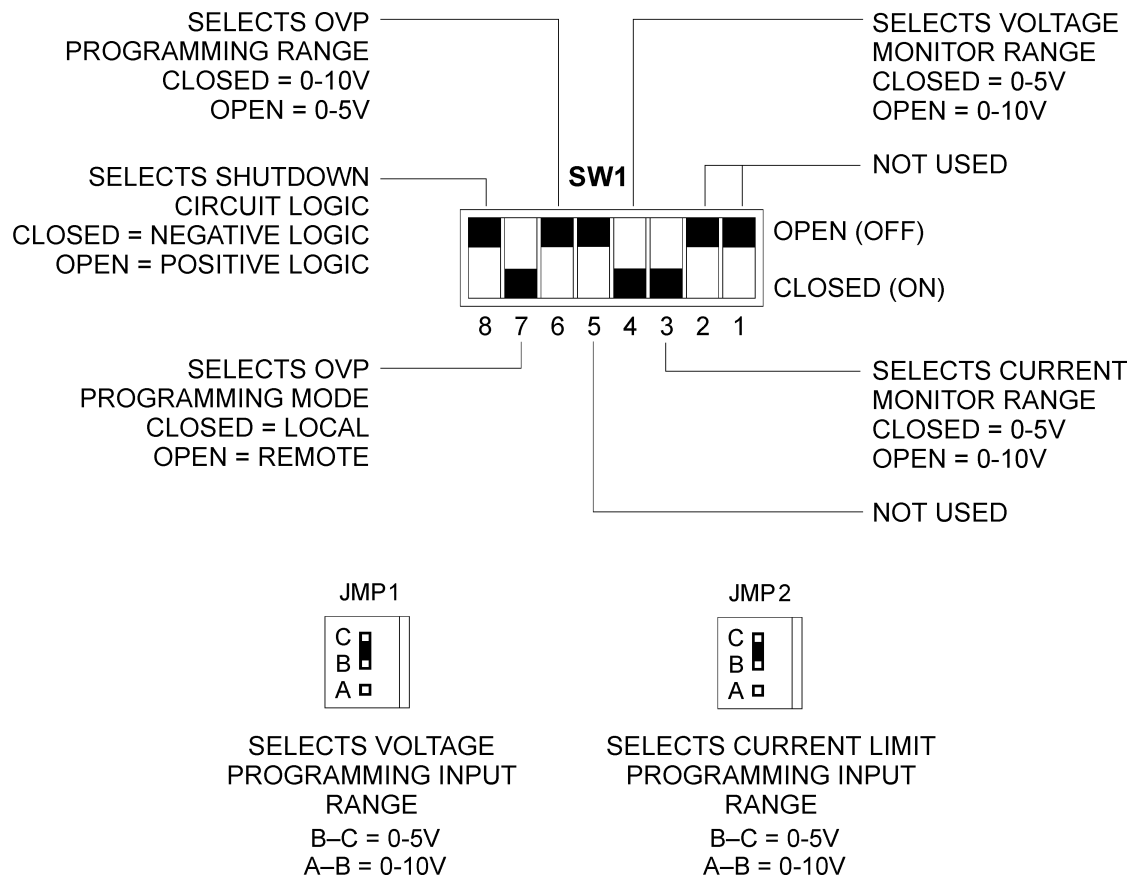 SELECTS OVP
PROGRAMMING RANGE
CLOSED = 0-10V
OPEN = 0-5V
SELECTS VOLTAGE
MONITOR RANGE
CLOSED = 0-5V
OPEN = 0-10V
NOT USED
SELECTS SHUTDOWN
CIRCUIT LOGIC
CLOSED = NEGATIVE LOGIC
OPEN = POSITIVE LOGIC
SW1
OPEN (OFF)
CLOSED (ON)
8 7 6 5 4 3 2 1
SELECTS OVP
PROGRAMMING MODE
CLOSED = LOCAL
OPEN = REMOTE
SELECTS CURRENT
MONITOR RANGE
CLOSED = 0-5V
OPEN = 0-10V
NOT USED
JMP1
C
B
A
SELECTS VOLTAGE
PROGRAMMING INPUT
RANGE
B–C = 0-5V
A–B = 0-10V
JMP2
C
B
A
SELECTS CURRENT LIMIT
PROGRAMMING INPUT
RANGE
B–C = 0-5V
A–B = 0-10V